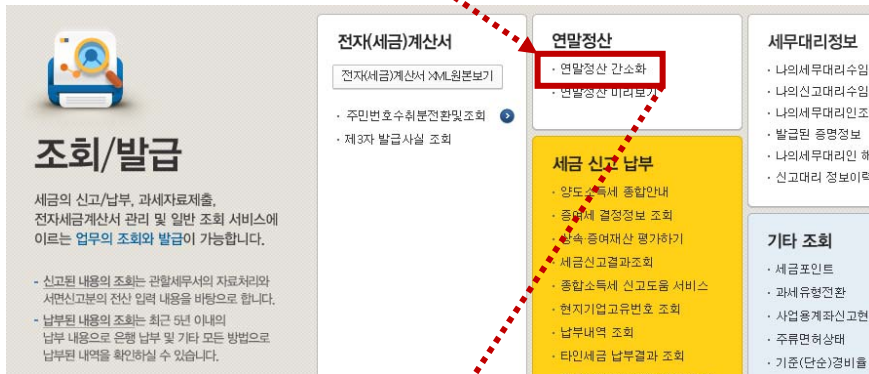 조회/발급
세금의 신고/납부, 과세자료제출,
전자세금계산서 관리 및 일반 조회 서비스에
이르는 업무의 조회와 발급이 가능합니다.
- 신고된 내용의 조회는 관할세무서의 자료처리와
서면신고분의 전산 입력 내용을 바탕으로 합니다.
- 납부된 내용의 조회는 최근 5년 이내의
납부 내용으로 은행 납부 및 기타 모든 방법으로
납부된 내역을 확인하실 수 있습니다.
전자(세금)계산서
전자(세금)계산서 XML원본보기
· 주민번호수취분전환및조회
· 제3자 발급사실 조회
연말정산
· 연말정산 간소화
· 연말정산 미리보기
세금 신고 납부
· 양도소득세 종합안내
· 증여세 결정정보 조회
· 상속·증여재산 평가하기
· 세금신고결과조회
· 종합소득세 신고도움 서비스
· 현지기업고유번호 조회
· 납부내역 조회
· 타인세금 납부결과 조회
세무대리정보
· 나의세무대리수임
· 나의신고대리수임
· 나의세무대리인조
· 발급된 증명정보
· 나의세무대리인 해
· 신고대리 정보이력
기타 조회
· 세금포인트
· 과세유형전환
· 사업용계좌신고현
· 주류면허상태
· 기준(단순)경비율